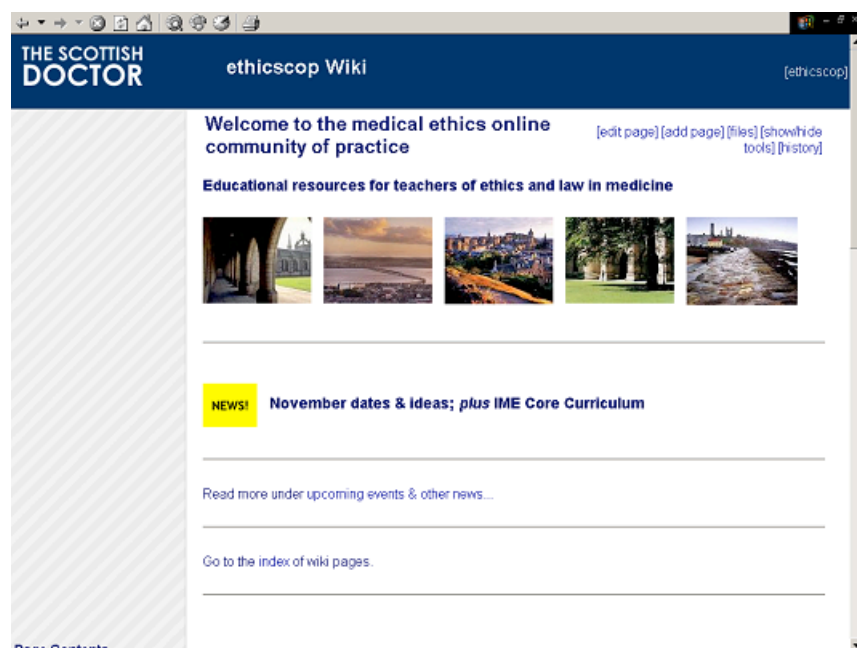 THE SCOTTISH
DOCTOR
ethicscop Wiki
[ethicscop]
Welcome to the medical ethics online
community of practice
[edit page] [add page] [files] [show/hide
tools] [history]
Educational resources for teachers of ethics and law in medicine
NEWS!
November dates & ideas; plus IME Core Curriculum
Read more under upcoming events & other news...
Go to the index of wiki pages.
Page Contents